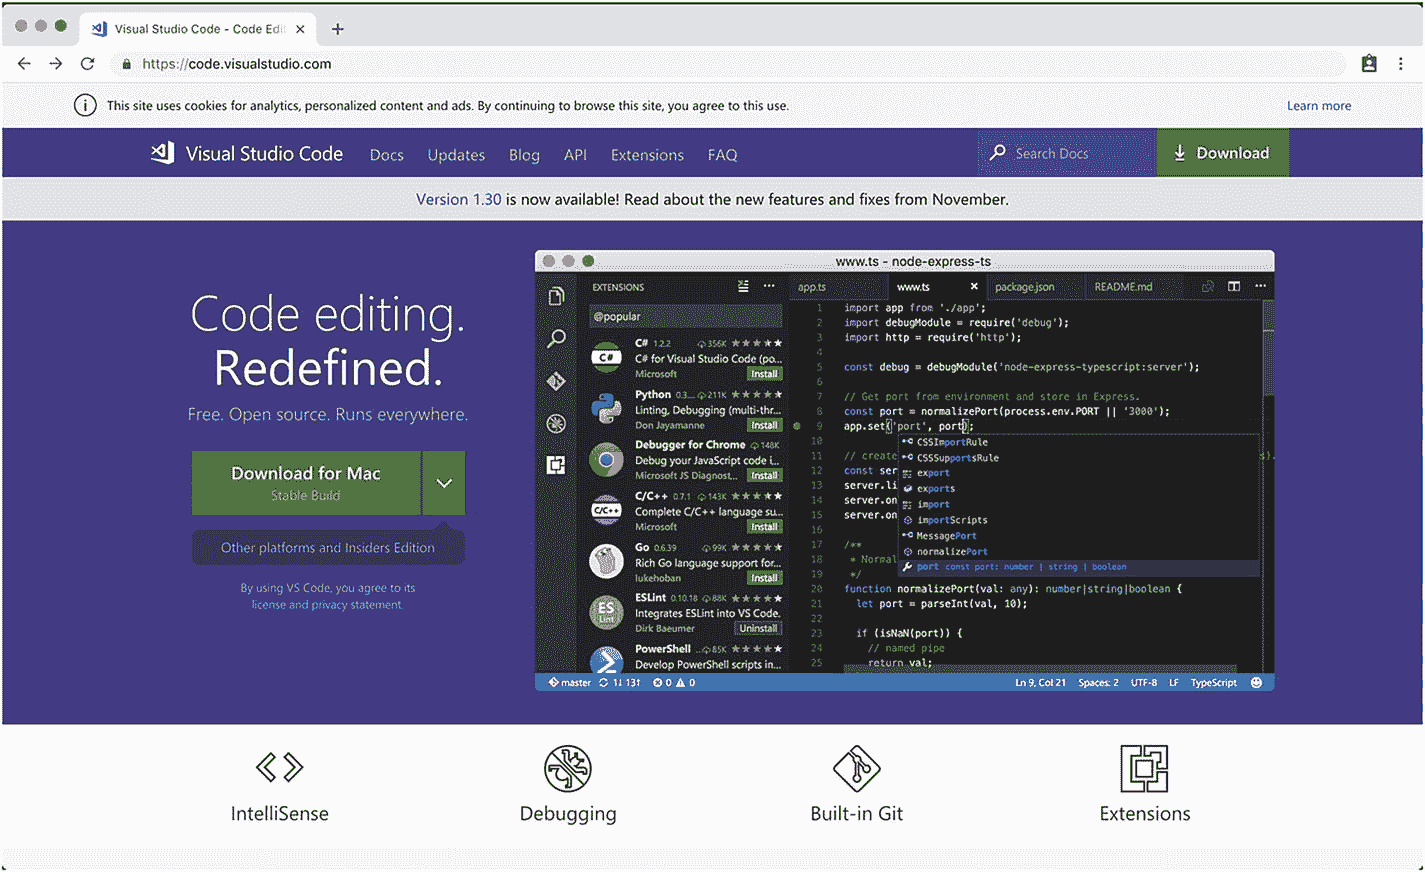 Visual Studio Code - Code Edi
https://code.visualstudio.com
This site uses cookies for analytics, personalized content and ads. By continuing to browse this site, you agree to this use.
Learn more
Visual Studio Code
Docs
Updates
Blog
API
Extensions
FAQ
Search Docs
Download
Version 1.30 is now available! Read about the new features and fixes from November.
Code editing.
Redefined.
Free. Open source. Runs everywhere.
Download for Mac
Stable Build
Other platforms and Insiders Edition
By using VS Code, you agree to its
license and privacy statement.
www.ts - node-express-ts
EXTENSIONS
@popular
C# 1.2.2 356K
C# for Visual Studio Code (po...
Microsoft
Install
Python 0.3... 211K
Linting, Debugging (multi-thr...
Don Jayamanne
Install
Debugger for Chrome 148K
Debug your JavaScript code i...
Microsoft JS Diagnost...
Install
C/C++ 0.7.1 143K
Complete C/C++ language su...
Microsoft
Install
Go 0.6.39 99K
Rich Go language support for...
lukehoban
Install
ESLint 0.10.18 88K
Integrates ESLint into VS Code.
Dirk Baeumer
Uninstall
PowerShell ... 85K
Develop PowerShell scripts in...
C#
C/C++
ES
Lint
app.ts
www.ts
package.json
README.md
1 import app from './app';
2 import debugModule = require('debug');
3 import http = require('http');
4
5 const debug = debugModule('node-express-typescript:server');
6
7 // Get port from environment and store in Express.
8 const port = normalizePort(process.env.PORT || '3000');
9 app.set('port', port);
10
11 // create s).
12 const ser
13 server.li
14 server.on
15 server.on
16
17 /**
18 * Normal
19 */
20 function normalizePort(val: any): number|string|boolean {
21 let port = parseInt(val, 10);
22
23 if (isNaN(port)) {
24 // named pipe
25 return val;
CSSImportRule
CSSSupportsRule
export
exports
import
importScripts
MessagePort
normalizePort
port const port: number | string | boolean
master 1↓ 13↑ 0 0
Ln 9, Col 21
Spaces: 2
UTF-8
LF
TypeScript
IntelliSense
Debugging
Built-in Git
Extensions